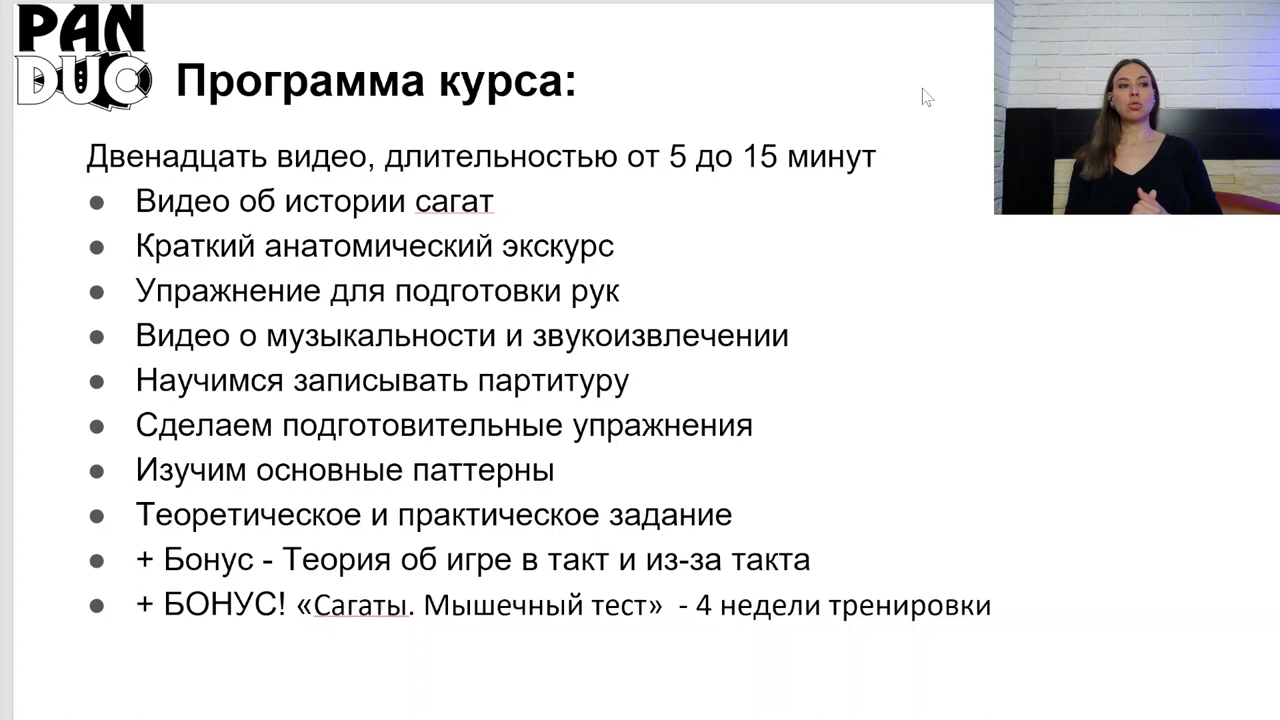 PAN
DUC
Программа курса:
Двенадцать видео, длительностью от 5 до 15 минут
● Видео об истории сагат
● Краткий анатомический экскурс
● Упражнение для подготовки рук
● Видео о музыкальности и звукоизвлечении
● Научимся записывать партитуру
● Сделаем подготовительные упражнения
● Изучим основные паттерны
● Теоретическое и практическое задание
● + Бонус - Теория об игре в такт и из-за такта
● + БОНУС! «Сагаты. Мышечный тест»  - 4 недели тренировки